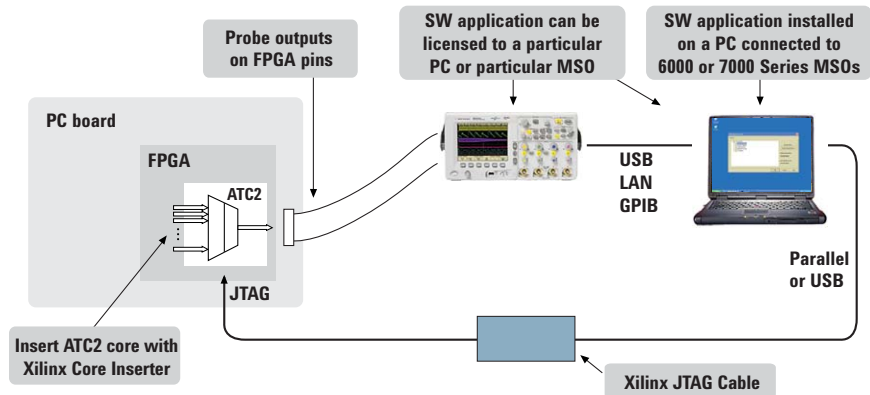 Probe outputs
on FPGA pins
SW application can be
licensed to a particular
PC or particular MSO
SW application installed
on a PC connected to
6000 or 7000 Series MSOs
PC board
FPGA
ATC2
USB
LAN
GPIB
Parallel
or USB
JTAG
Insert ATC2 core with
Xilinx Core Inserter
Xilinx JTAG Cable